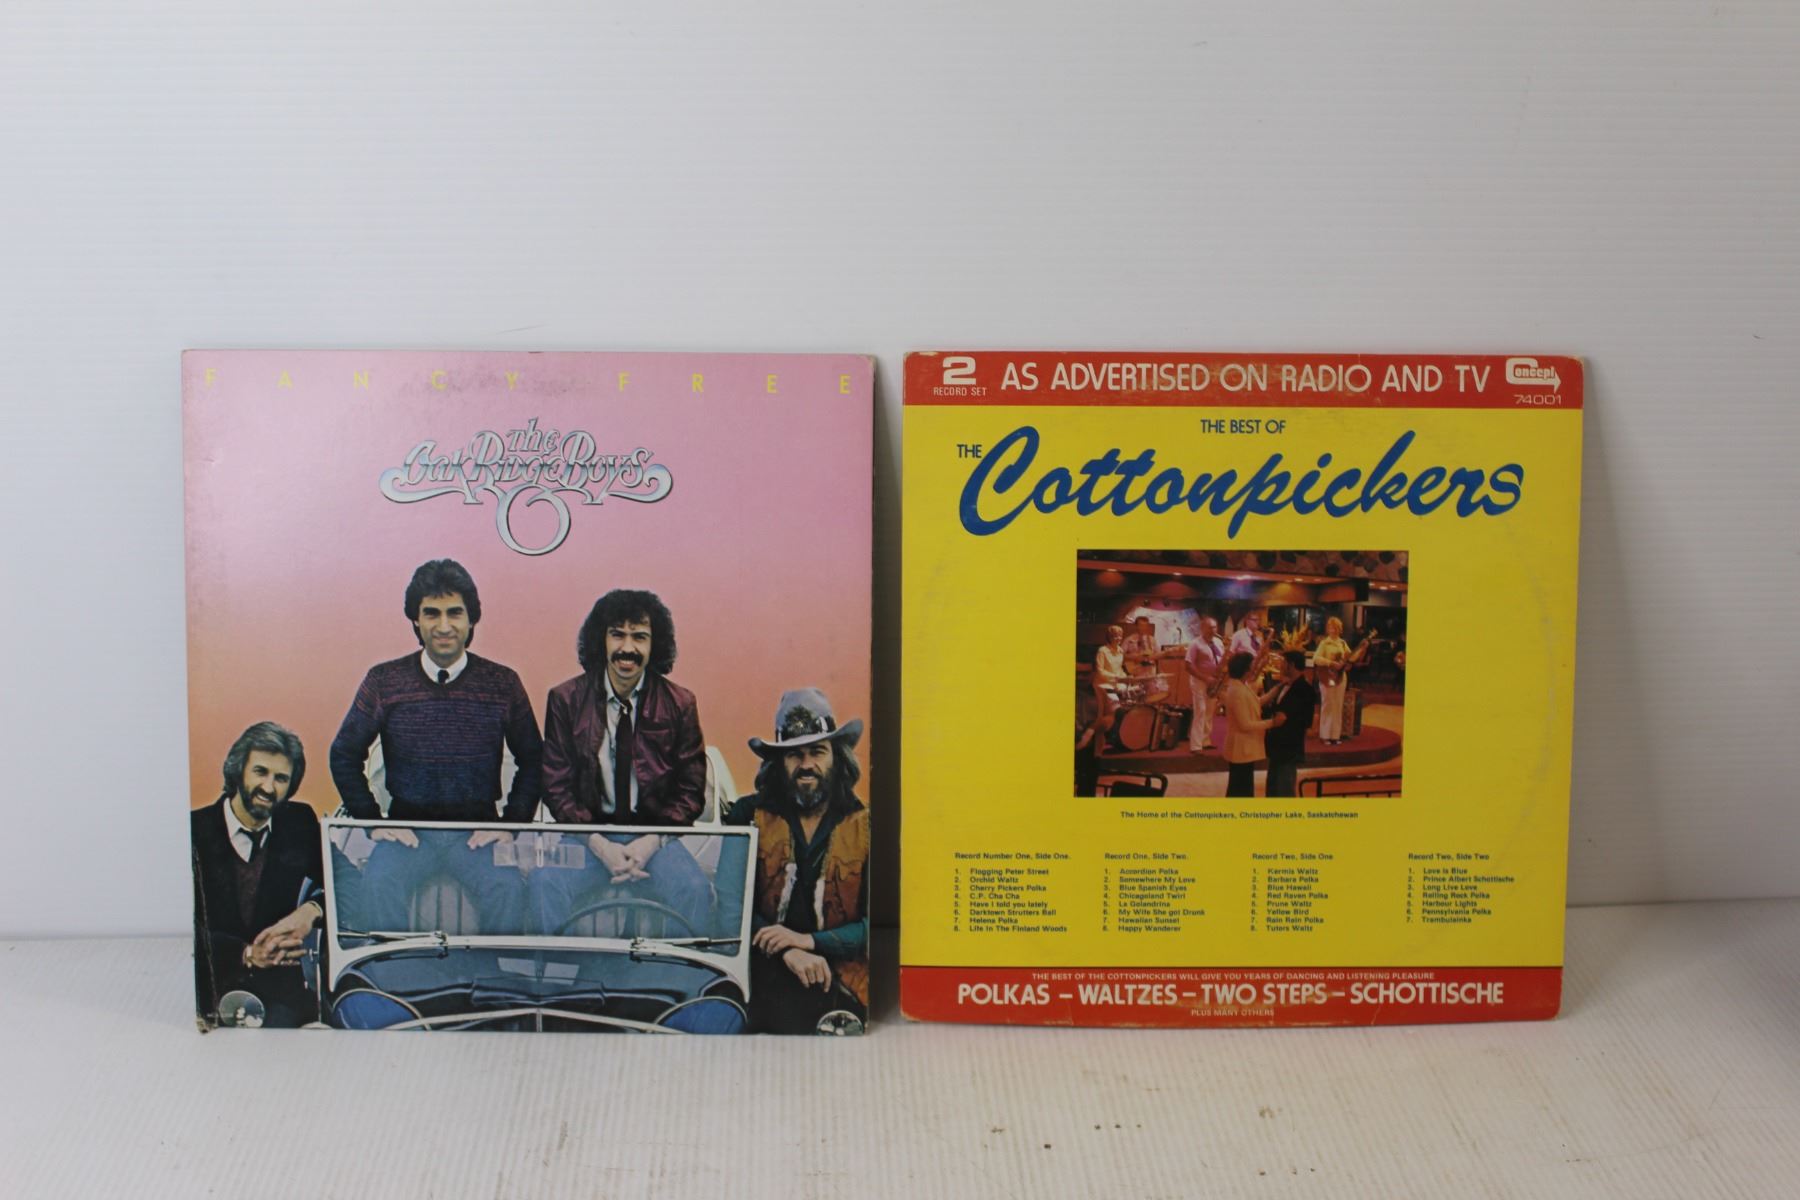 FANCY FREE
The
Oak Ridge Boys
2
RECORD SET
AS ADVERTISED ON RADIO AND TV
Concept
74001
THE BEST OF
THE Cottonpickers
The Home of the Cottonpickers, Christopher Lake, Saskatchewan
Record Number One, Side One.
1. Flogging Peter Street
2. Orchid Waltz
3. Cherry Pickers Polka
4. C.P. Cha Cha
5. Have I told you lately
6. Darktown Strutters Ball
7. Helena Polka
8. Life In The Finland Woods
Record One, Side Two.
1. Accordion Polka
2. Somewhere My Love
3. Blue Spanish Eyes
4. Chicagoland Twirl
5. La Golandrina
6. My Wife She got Drunk
7. Hawaiian Sunset
8. Happy Wanderer
Record Two, Side One
1. Kermis Waltz
2. Barbara Polka
3. Blue Hawaii
4. Red Raven Polka
5. Prune Waltz
6. Yellow Bird
7. Rain Rain Polka
8. Tutors Waltz
Record Two, Side Two
1. Love is Blue
2. Prince Albert Schottische
3. Long Live Love
4. Rolling Rock Polka
5. Harbour Lights
6. Pennsylvania Polka
7. Trambulainka
THE BEST OF THE COTTONPICKERS WILL GIVE YOU YEARS OF DANCING AND LISTENING PLEASURE
POLKAS – WALTZES – TWO STEPS – SCHOTTISCHE
PLUS MANY OTHERS